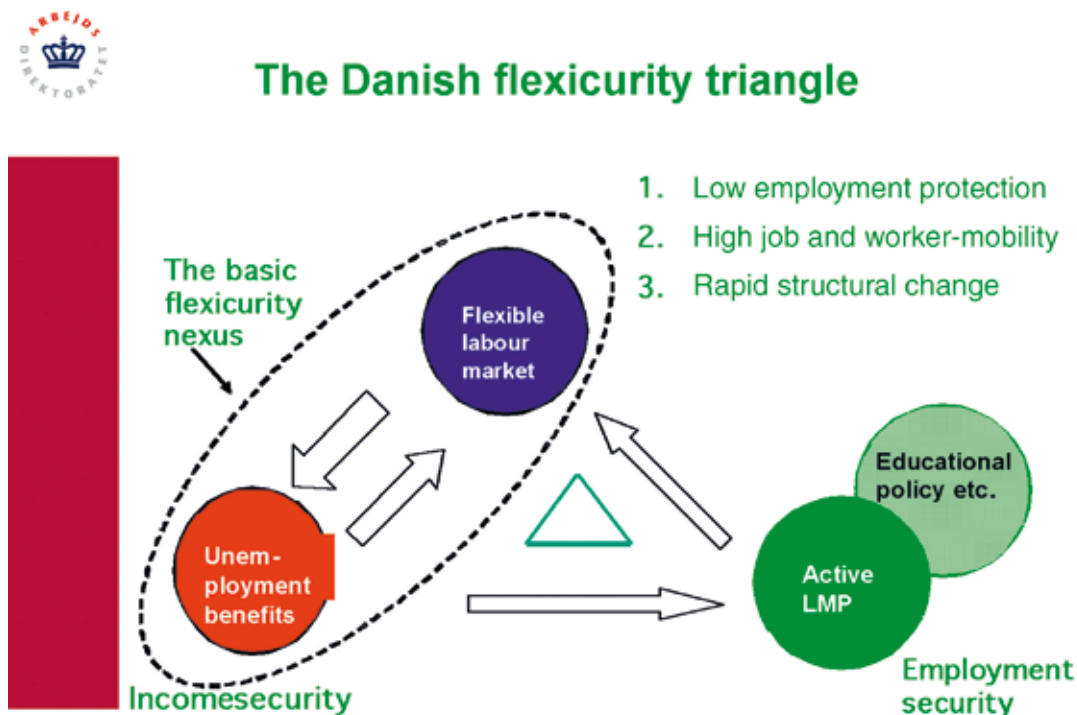 ARBEJDS
DIREKTORATET
The Danish flexicurity triangle
1. Low employment protection
2. High job and worker-mobility
3. Rapid structural change
The basic
flexicurity
nexus
Flexible
labour
market
Educational
policy etc.
Unem-
ployment
benefits
Active
LMP
Incomesecurity
Employment
security